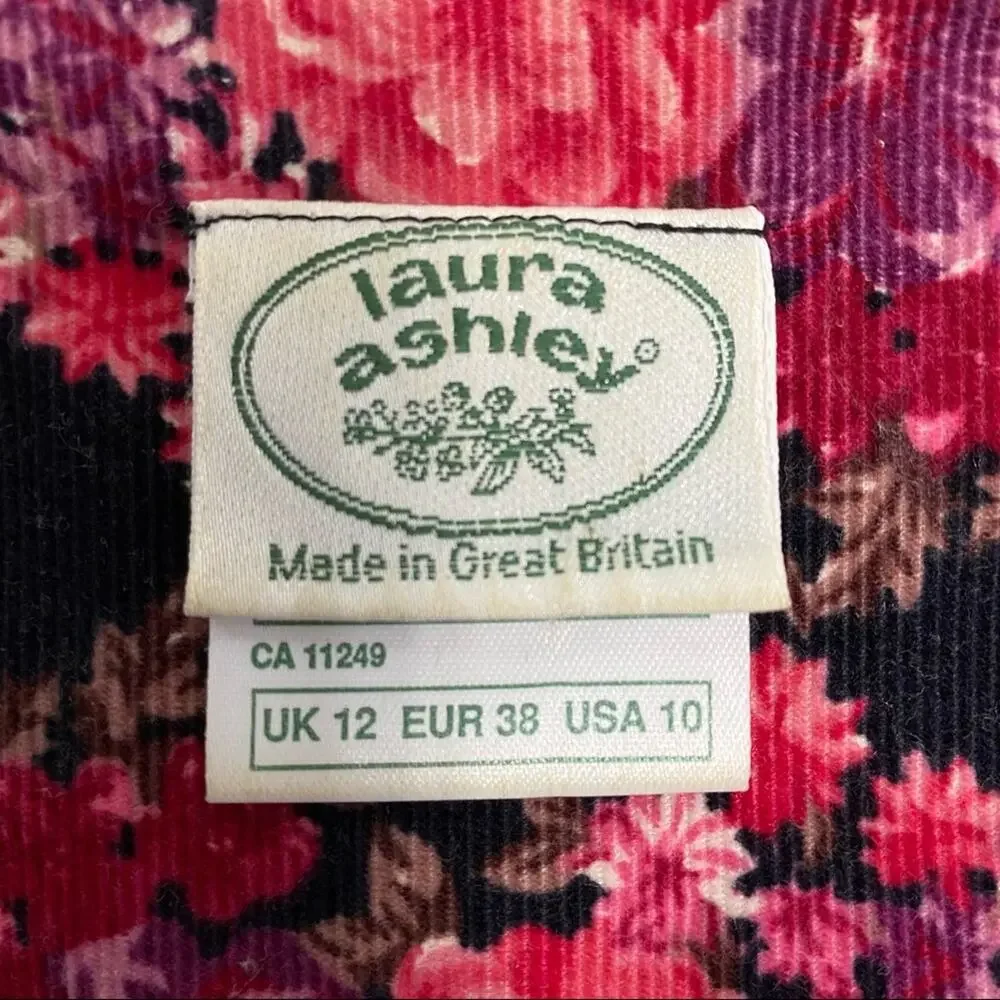 laura
ashley®
Made in Great Britain
CA 11249
UK 12 EUR 38 USA 10